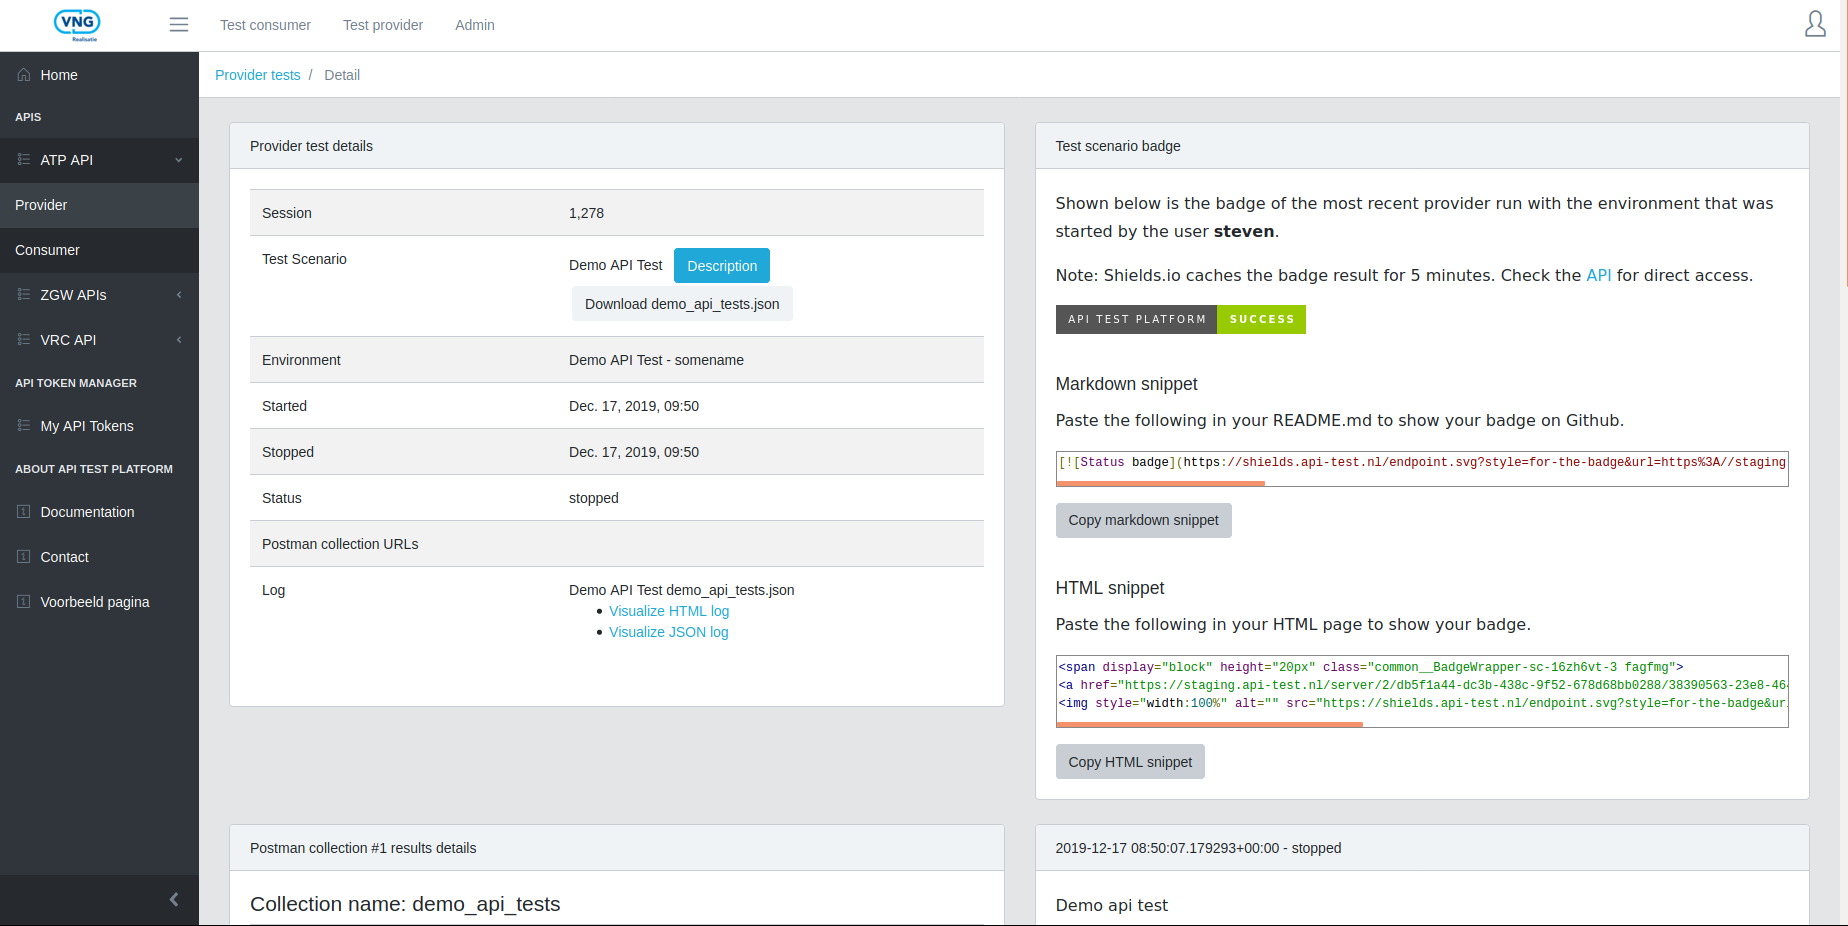 VNG
Realisatie
Test consumer
Test provider
Admin
Home
APIS
ATP API
Provider
Consumer
ZGW APIs
VRC API
API TOKEN MANAGER
My API Tokens
ABOUT API TEST PLATFORM
Documentation
Contact
Voorbeeld pagina
Provider tests / Detail
Provider test details
Session 1,278
Test Scenario Demo API Test Description
Download demo_api_tests.json
Environment Demo API Test - somename
Started Dec. 17, 2019, 09:50
Stopped Dec. 17, 2019, 09:50
Status stopped
Postman collection URLs
Log Demo API Test demo_api_tests.json
Visualize HTML log
Visualize JSON log
Test scenario badge
Shown below is the badge of the most recent provider run with the environment that was
started by the user steven.
Note: Shields.io caches the badge result for 5 minutes. Check the API for direct access.
API TEST PLATFORM SUCCESS
Markdown snippet
Paste the following in your README.md to show your badge on Github.
[![Status badge](https://shields.api-test.nl/endpoint.svg?style=for-the-badge&url=https%3A//staging
Copy markdown snippet
HTML snippet
Paste the following in your HTML page to show your badge.
<span display="block" height="20px" class="common__BadgeWrapper-sc-16zh6vt-3 fagfmg">
<a href="https://staging.api-test.nl/server/2/db5f1a44-dc3b-438c-9f52-678d68bb0288/38390563-23e8-46
<img style="width:100%" alt="" src="https://shields.api-test.nl/endpoint.svg?style=for-the-badge&ur
Copy HTML snippet
Postman collection #1 results details
Collection name: demo_api_tests
2019-12-17 08:50:07.179293+00:00 - stopped
Demo api test